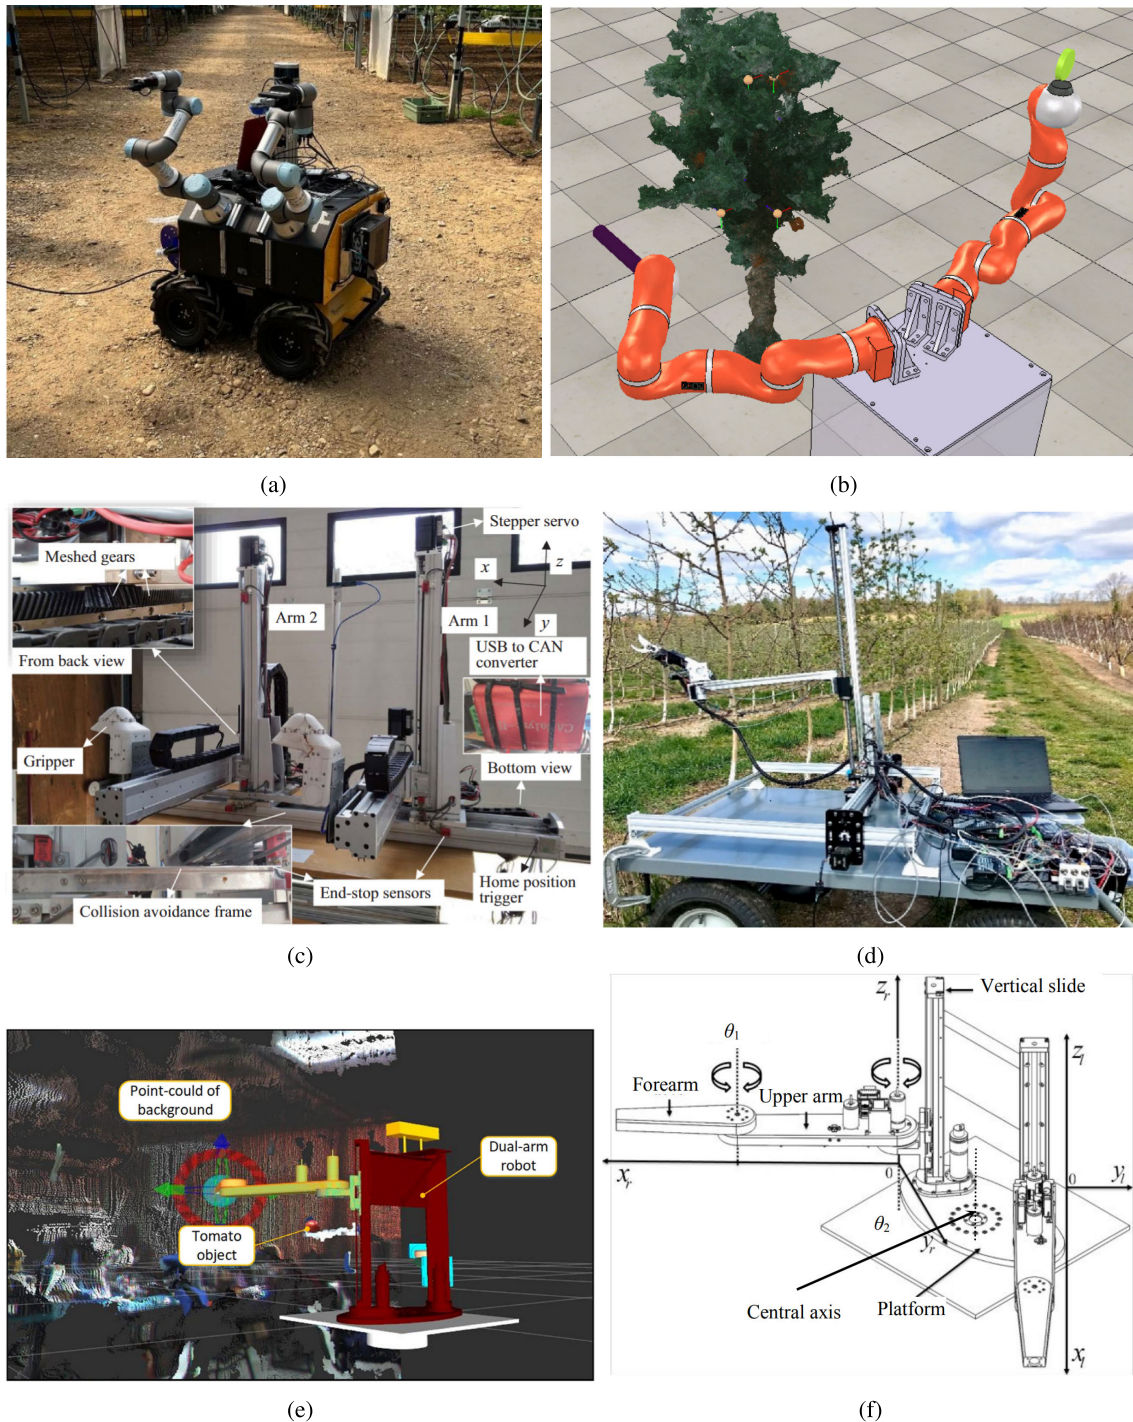 (a)
(b)
Meshed gears
From back view
Gripper
Arm 2
Stepper servo
x
z
y
Arm 1
USB to CAN
converter
Bottom view
End-stop sensors
Home position
trigger
Collision avoidance frame
(c)
(d)
Point-could of
background
Dual-arm
robot
Tomato
object
(e)
z_r
Vertical slide
θ_1
z_l
Forearm
Upper arm
0
x_r
0
y_l
θ_2
y_r
Central axis
Platform
x_l
(f)